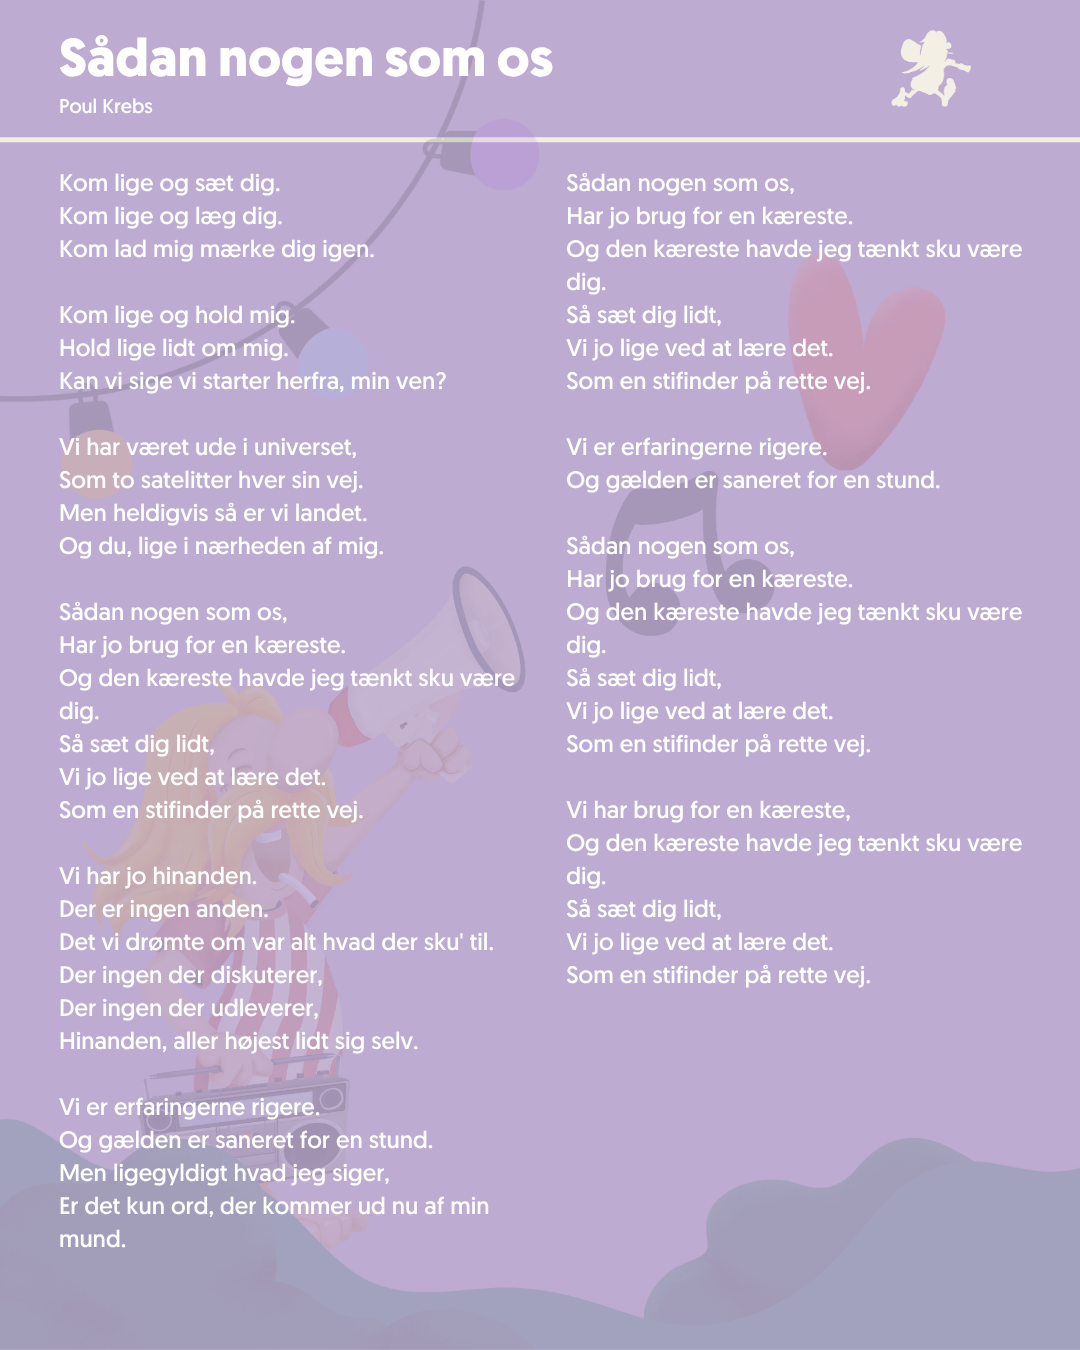 Sådan nogen som os
Poul Krebs
Kom lige og sæt dig.
Kom lige og læg dig.
Kom lad mig mærke dig igen.
Kom lige og hold mig.
Hold lige lidt om mig.
Kan vi sige vi starter herfra, min ven?
Vi har været ude i universet,
Som to satelitter hver sin vej.
Men heldigvis så er vi landet.
Og du, lige i nærheden af mig.
Sådan nogen som os,
Har jo brug for en kæreste.
Og den kæreste havde jeg tænkt sku være
dig.
Så sæt dig lidt,
Vi jo lige ved at lære det.
Som en stifinder på rette vej.
Vi har jo hinanden.
Der er ingen anden.
Det vi drømte om var alt hvad der sku' til.
Der ingen der diskuterer,
Der ingen der udleverer,
Hinanden, aller højest lidt sig selv.
Vi er erfaringerne rigere.
Og gælden er saneret for en stund.
Men ligegyldigt hvad jeg siger,
Er det kun ord, der kommer ud nu af min
mund.
Sådan nogen som os,
Har jo brug for en kæreste.
Og den kæreste havde jeg tænkt sku være
dig.
Så sæt dig lidt,
Vi jo lige ved at lære det.
Som en stifinder på rette vej.
Vi er erfaringerne rigere.
Og gælden er saneret for en stund.
Sådan nogen som os,
Har jo brug for en kæreste.
Og den kæreste havde jeg tænkt sku være
dig.
Så sæt dig lidt,
Vi jo lige ved at lære det.
Som en stifinder på rette vej.
Vi har brug for en kæreste,
Og den kæreste havde jeg tænkt sku være
dig.
Så sæt dig lidt,
Vi jo lige ved at lære det.
Som en stifinder på rette vej.